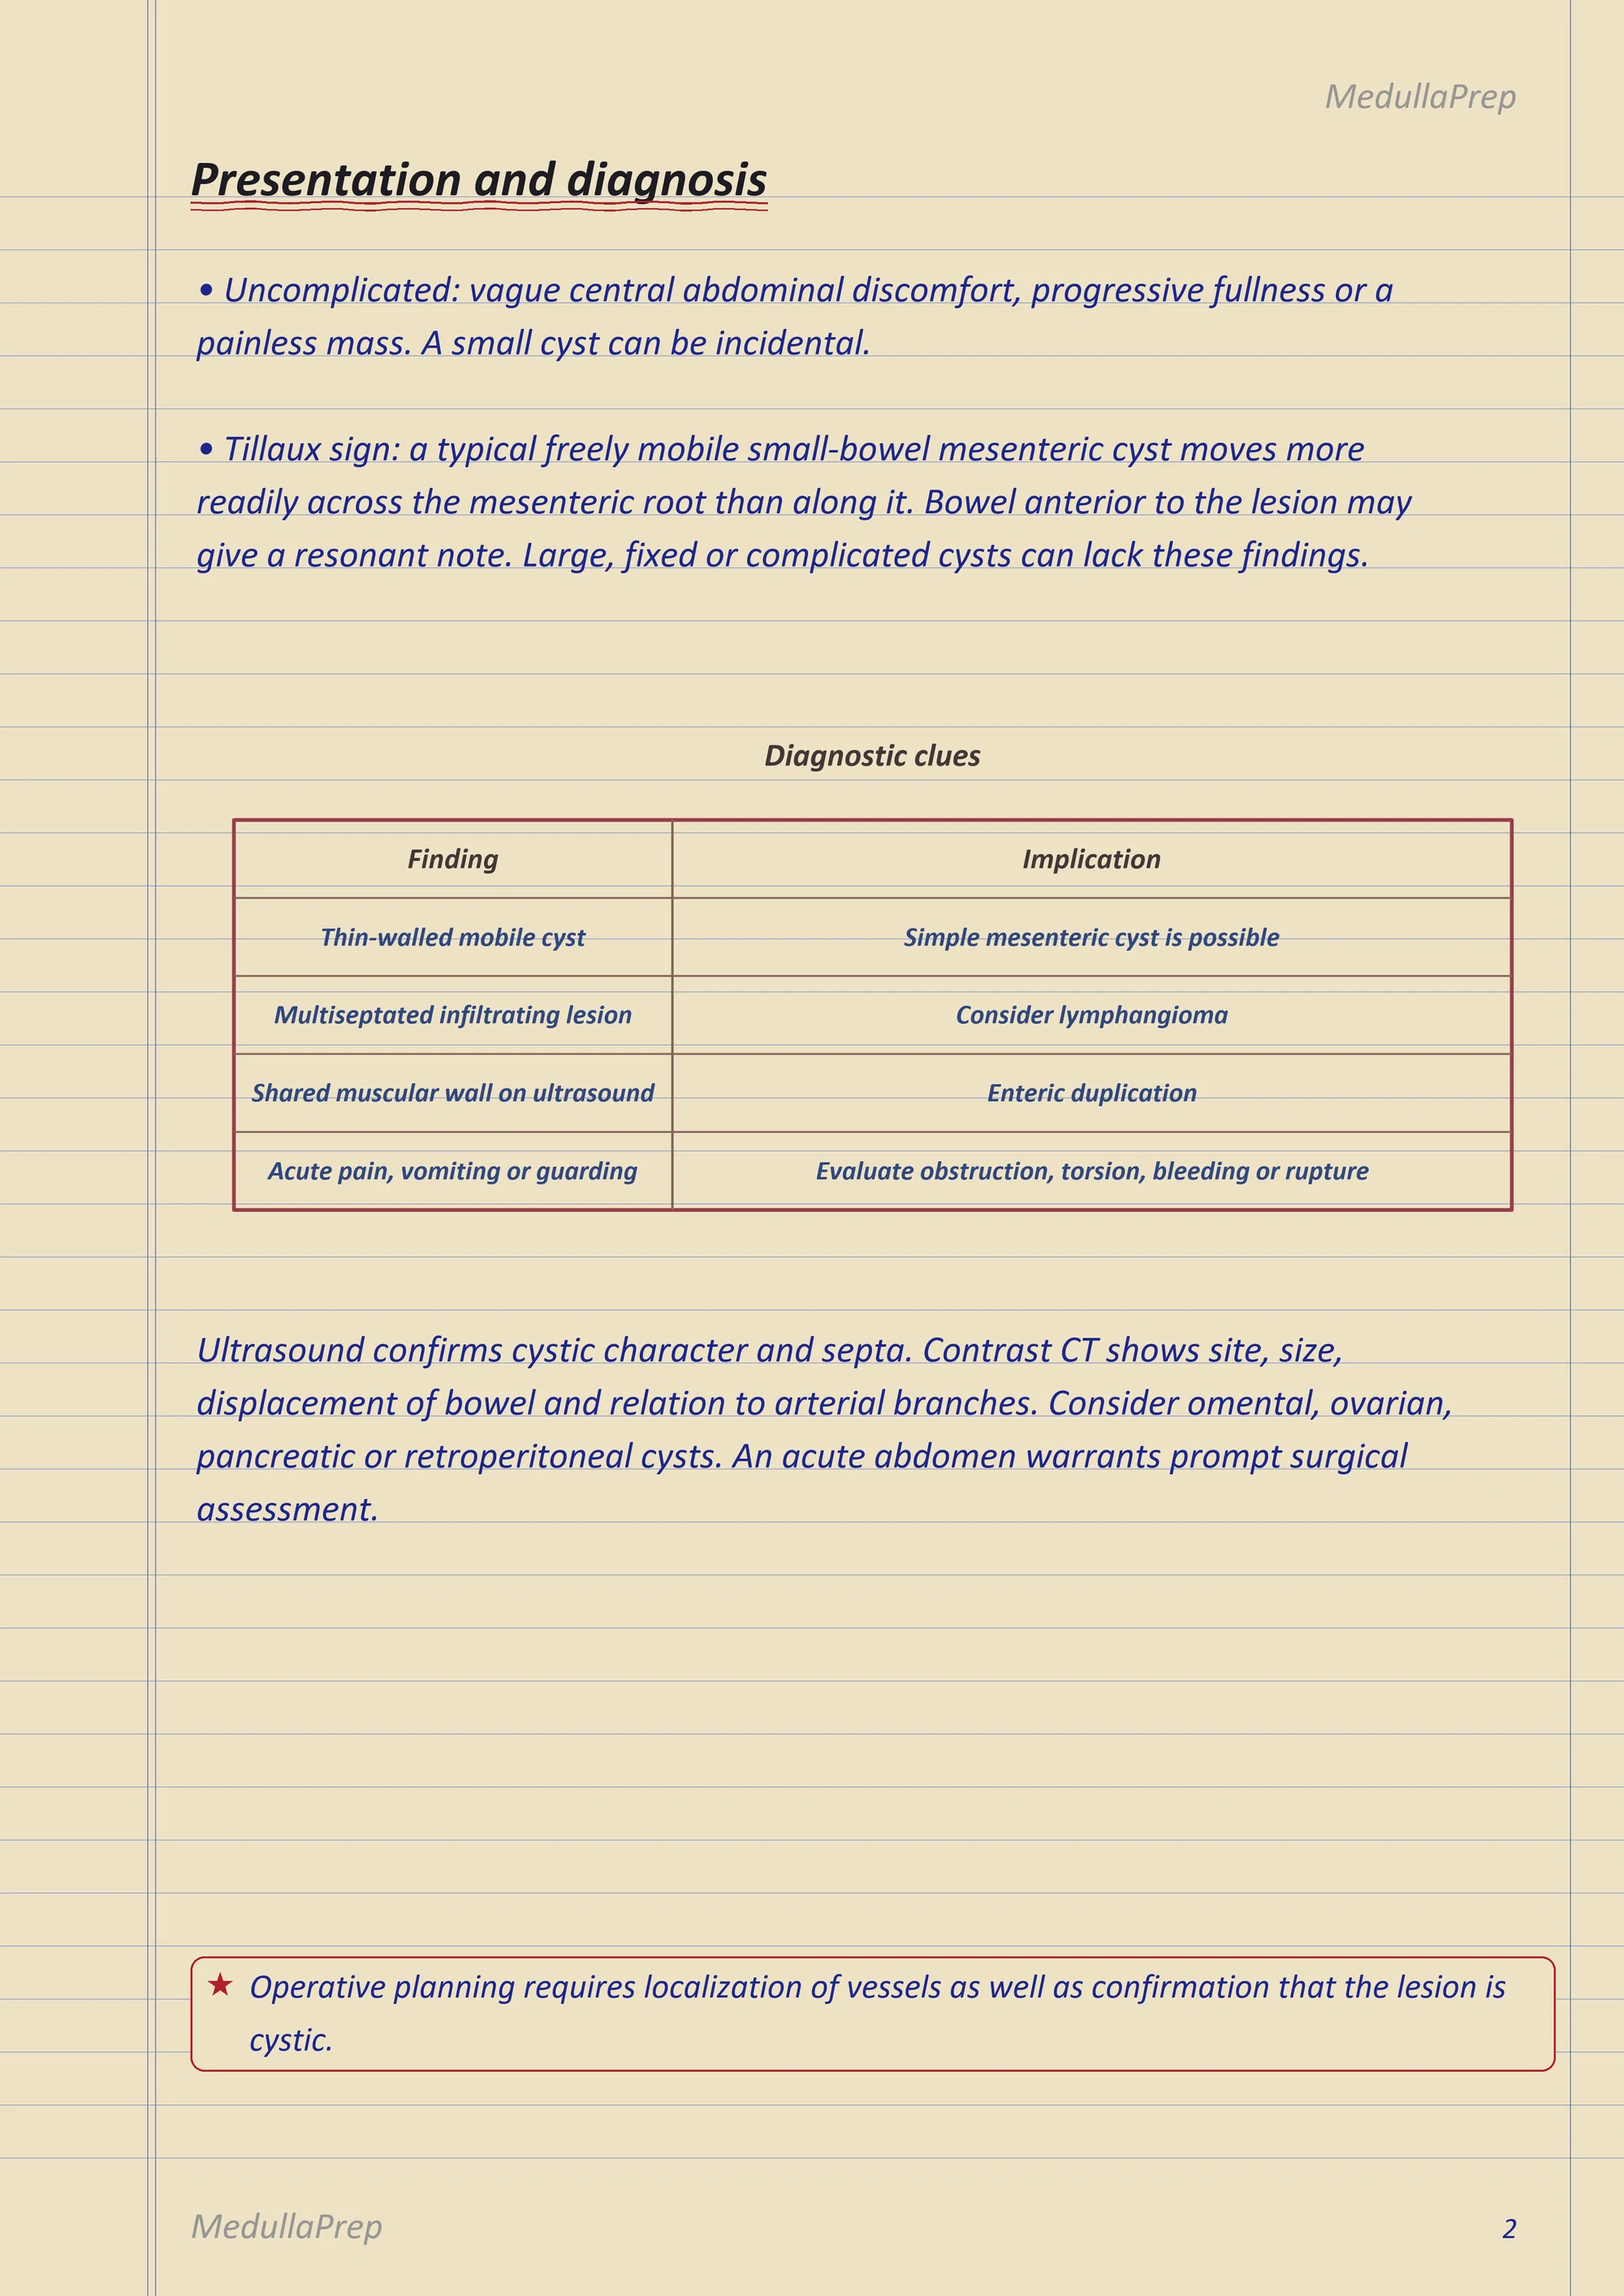 MedullaPrep
Presentation and diagnosis
• Uncomplicated: vague central abdominal discomfort, progressive fullness or a
painless mass. A small cyst can be incidental.
• Tillaux sign: a typical freely mobile small-bowel mesenteric cyst moves more
readily across the mesenteric root than along it. Bowel anterior to the lesion may
give a resonant note. Large, fixed or complicated cysts can lack these findings.
Diagnostic clues
Finding Implication
Thin-walled mobile cyst Simple mesenteric cyst is possible
Multiseptated infiltrating lesion Consider lymphangioma
Shared muscular wall on ultrasound Enteric duplication
Acute pain, vomiting or guarding Evaluate obstruction, torsion, bleeding or rupture
Ultrasound confirms cystic character and septa. Contrast CT shows site, size,
displacement of bowel and relation to arterial branches. Consider omental, ovarian,
pancreatic or retroperitoneal cysts. An acute abdomen warrants prompt surgical
assessment.
★ Operative planning requires localization of vessels as well as confirmation that the lesion is
cystic.
MedullaPrep 2